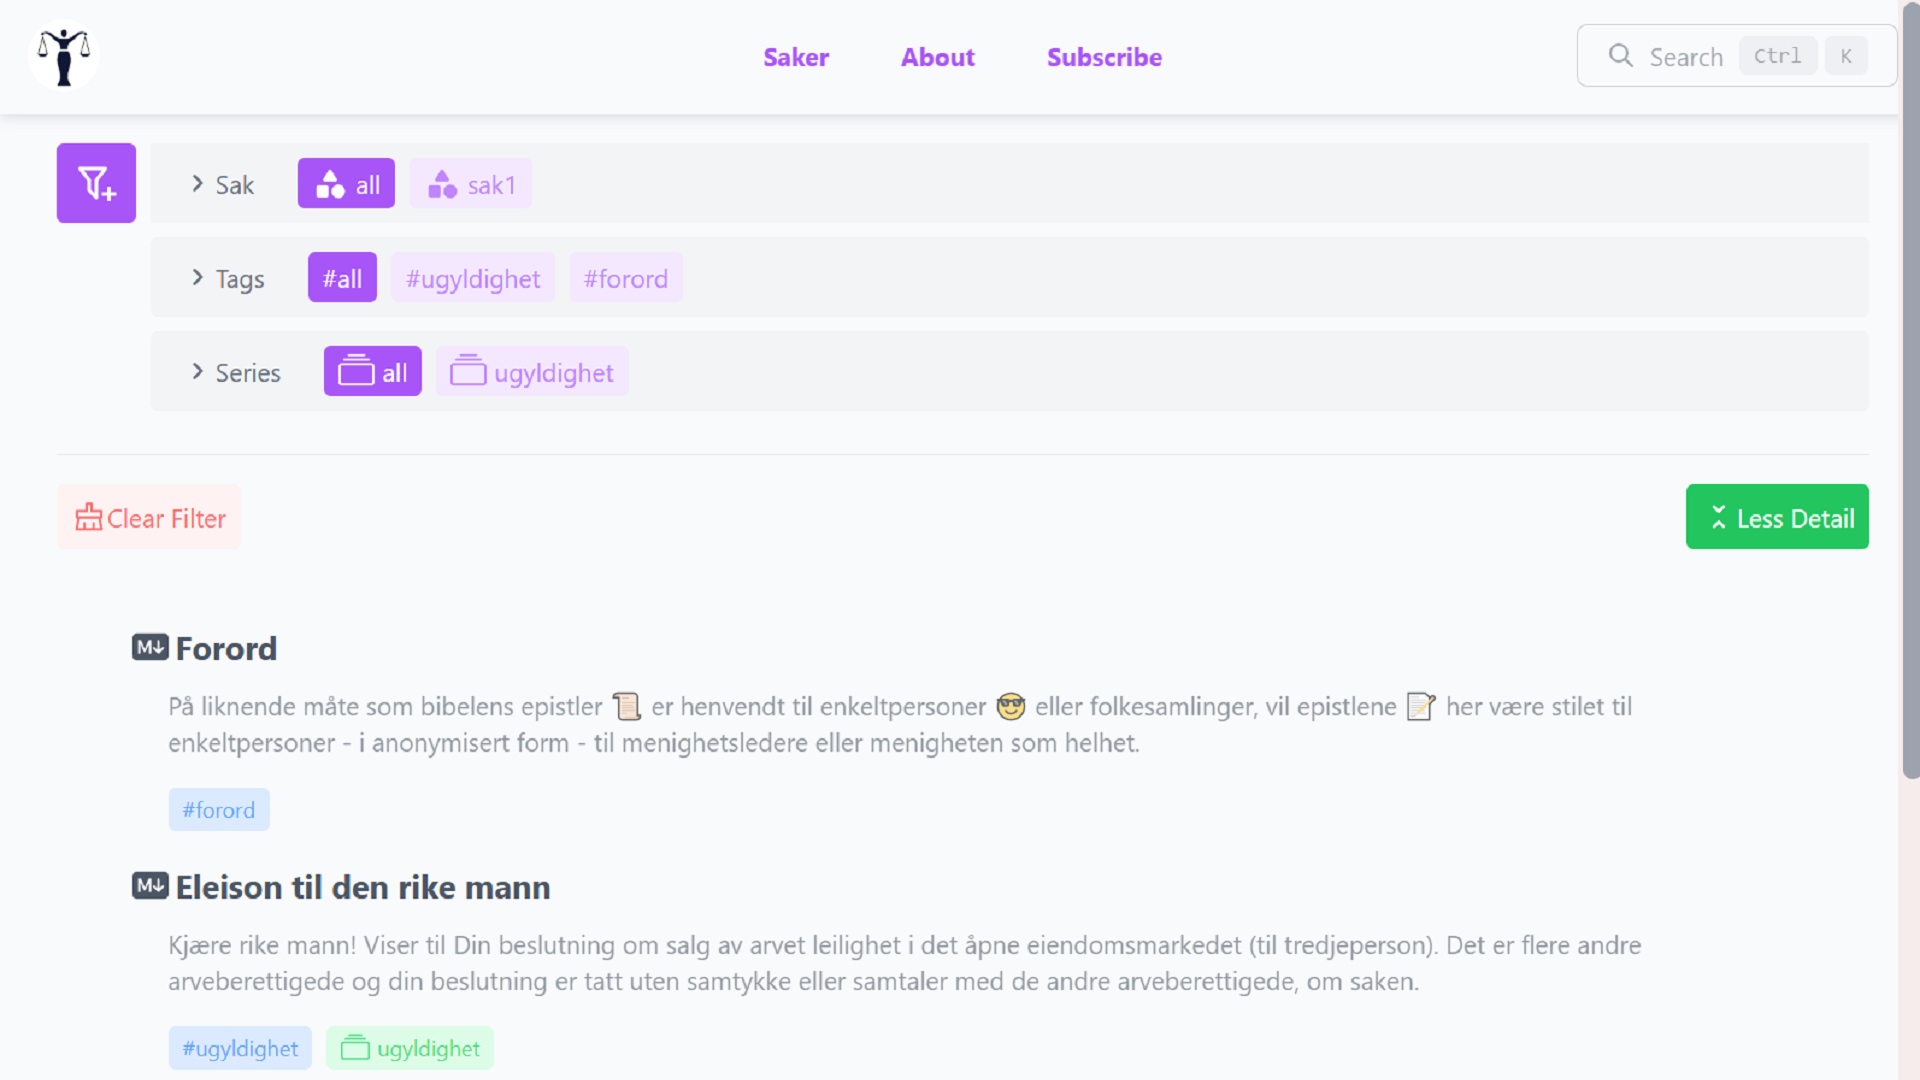 Saker About Subscribe Search Ctrl K
Sak all sak1
Tags #all #ugyldighet #forord
Series all ugyldighet
Clear Filter Less Detail
M↓ Forord
På liknende måte som bibelens epistler 📜 er henvendt til enkeltpersoner 😎 eller folkesamlinger, vil epistlene 📝 her være stilet til
enkeltpersoner - i anonymisert form - til menighetsledere eller menigheten som helhet.
#forord
M↓ Eleison til den rike mann
Kjære rike mann! Viser til Din beslutning om salg av arvet leilighet i det åpne eiendomsmarkedet (til tredjeperson). Det er flere andre
arveberettigede og din beslutning er tatt uten samtykke eller samtaler med de andre arveberettigede, om saken.
#ugyldighet ugyldighet